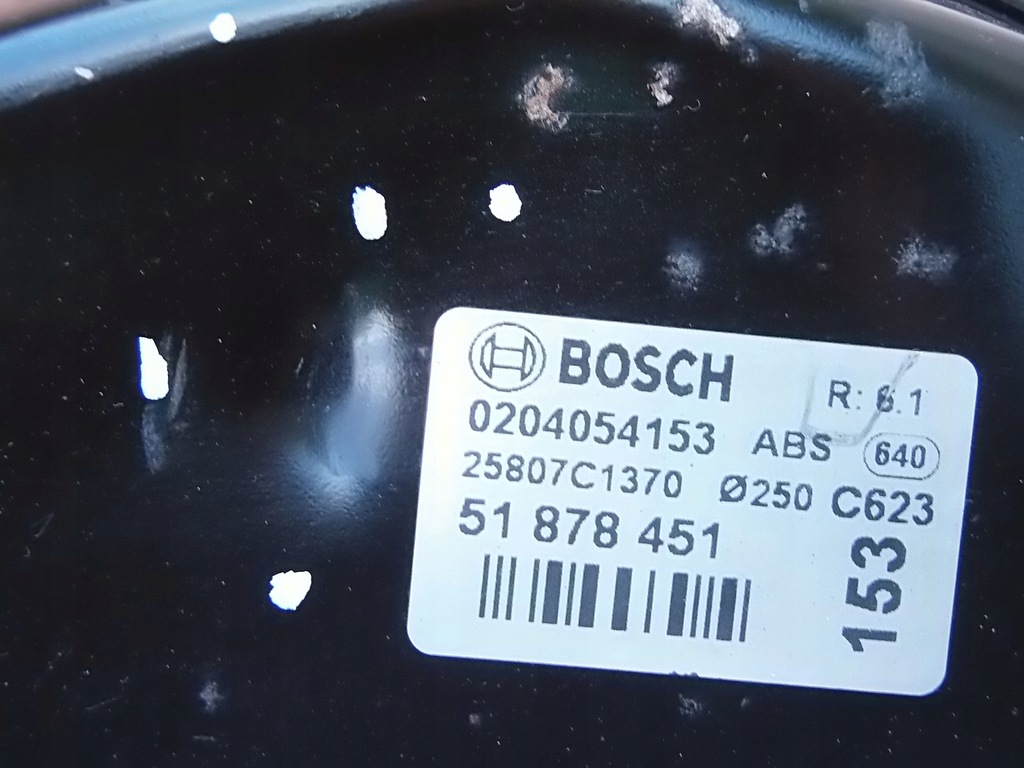 BOSCH R: 6.1
0204054153 ABS 640
25807C1370 Ø250 C623
51 878 451
153